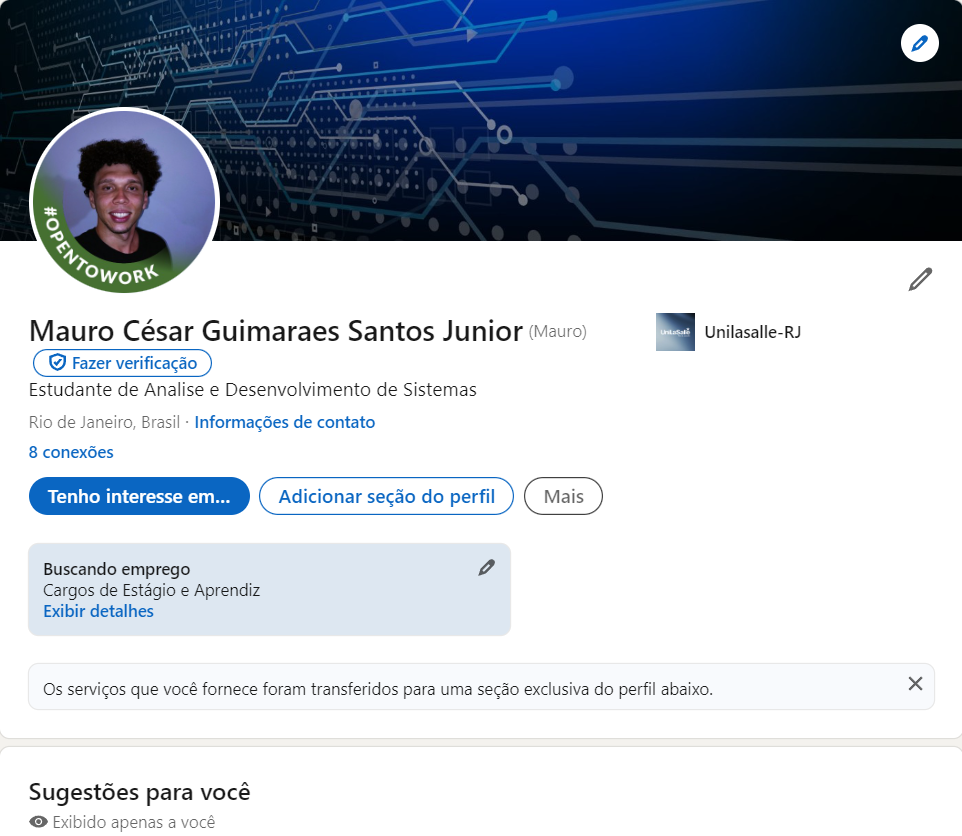 #OPENTOWORK
Mauro César Guimaraes Santos Junior (Mauro)
UniLaSalle
Unilasalle-RJ
Fazer verificação
Estudante de Analise e Desenvolvimento de Sistemas
Rio de Janeiro, Brasil · Informações de contato
8 conexões
Tenho interesse em...
Adicionar seção do perfil
Mais
Buscando emprego
Cargos de Estágio e Aprendiz
Exibir detalhes
Os serviços que você fornece foram transferidos para uma seção exclusiva do perfil abaixo.
Sugestões para você
Exibido apenas a você